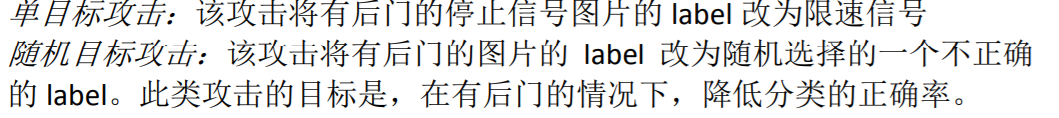 单目标攻击：该攻击将有后门的停止信号图片的 label 改为限速信号
随机目标攻击：该攻击将有后门的图片的 label 改为随机选择的一个不正确
的 label。此类攻击的目标是，在有后门的情况下，降低分类的正确率。